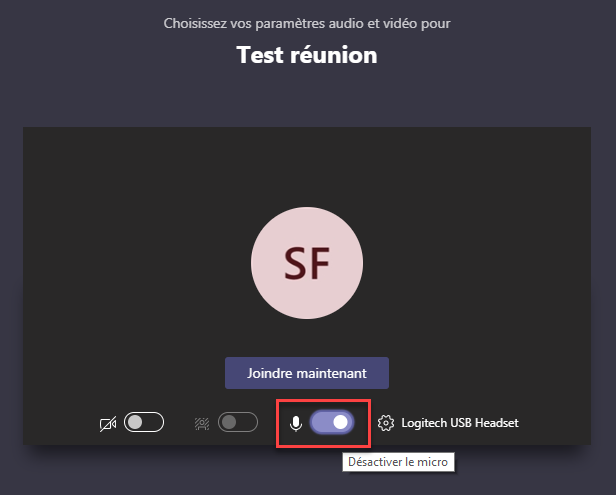 Choisissez vos paramètres audio et vidéo pour
Test réunion
SF
Joindre maintenant
Logitech USB Headset
Désactiver le micro